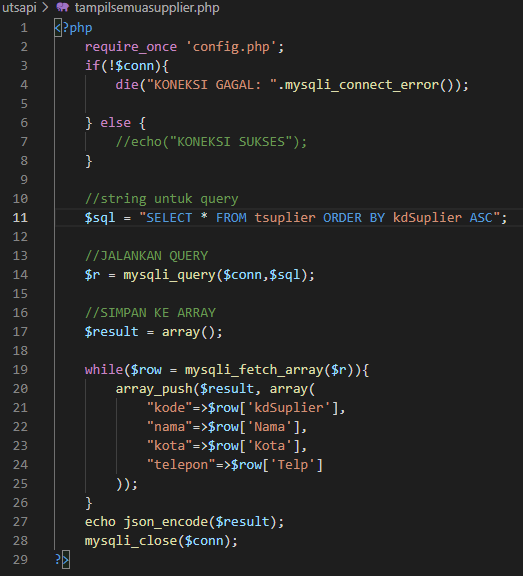 utsapi > tampilsemuasupplier.php
1 <?php
2 require_once 'config.php';
3 if(!$conn){
4 die("KONEKSI GAGAL: ".mysqli_connect_error());
5
6 } else {
7 //echo("KONEKSI SUKSES");
8 }
9
10 //string untuk query
11 $sql = "SELECT * FROM tsuplier ORDER BY kdSuplier ASC";
12
13 //JALANKAN QUERY
14 $r = mysqli_query($conn,$sql);
15
16 //SIMPAN KE ARRAY
17 $result = array();
18
19 while($row = mysqli_fetch_array($r)){
20 array_push($result, array(
21 "kode"=>$row['kdSuplier'],
22 "nama"=>$row['Nama'],
23 "kota"=>$row['Kota'],
24 "telepon"=>$row['Telp']
25 ));
26 }
27 echo json_encode($result);
28 mysqli_close($conn);
29 ?>